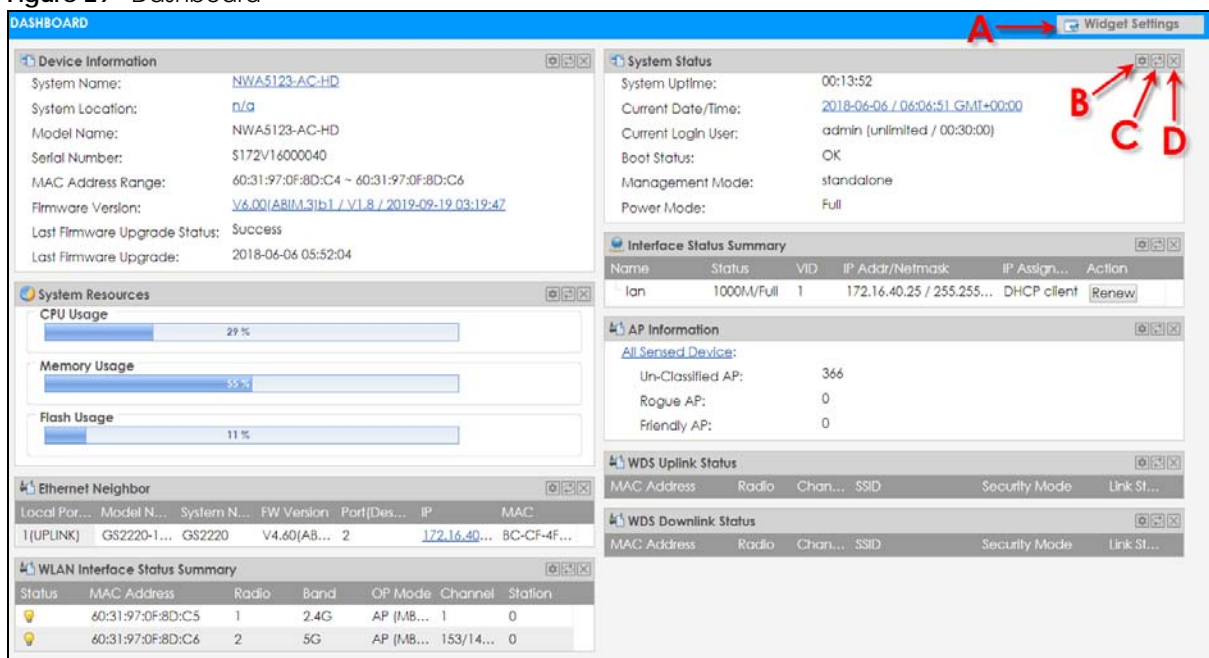 Figure 27 Dashboard
DASHBOARD
A
Widget Settings
Device Information
System Name: NWA5123-AC-HD
System Location: n/a
Model Name: NWA5123-AC-HD
Serial Number: S172V16000040
MAC Address Range: 60:31:97:0F:8D:C4 ~ 60:31:97:0F:8D:C6
Firmware Version: V6.00(ABIM.3)b1 / V1.8 / 2019-09-19 03:19:47
Last Firmware Upgrade Status: Success
Last Firmware Upgrade: 2018-06-06 05:52:04
System Resources
CPU Usage
29 %
Memory Usage
55 %
Flash Usage
11 %
Ethernet Neighbor
Local Por... Model N... System N... FW Version Port(Des... IP MAC
1(UPLINK) GS2220-1... GS2220 V4.60(AB... 2 172.16.40... BC-CF-4F...
WLAN Interface Status Summary
Status MAC Address Radio Band OP Mode Channel Station
60:31:97:0F:8D:C5 1 2.4G AP (MB... 1 0
60:31:97:0F:8D:C6 2 5G AP (MB... 153/14... 0
System Status
B
C
D
System Uptime: 00:13:52
Current Date/Time: 2018-06-06 / 06:06:51 GMT+00:00
Current Login User: admin (unlimited / 00:30:00)
Boot Status: OK
Management Mode: standalone
Power Mode: Full
Interface Status Summary
Name Status VID IP Addr/Netmask IP Assign... Action
lan 1000M/Full 1 172.16.40.25 / 255.255... DHCP client Renew
AP Information
All Sensed Device:
Un-Classified AP: 366
Rogue AP: 0
Friendly AP: 0
WDS Uplink Status
MAC Address Radio Chan... SSID Security Mode Link St...
WDS Downlink Status
MAC Address Radio Chan... SSID Security Mode Link St...